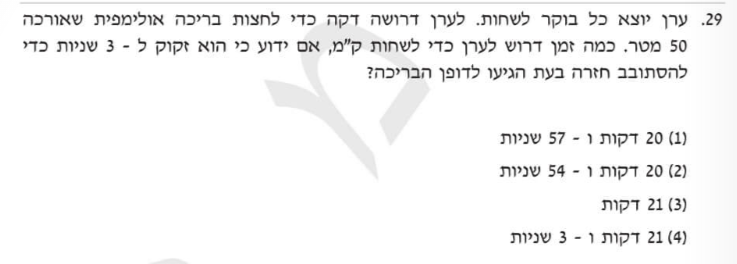 29. ערן יוצא כל בוקר לשחות. לערן דרושה דקה כדי לחצות בריכה אולימפית שאורכה
50 מטר. כמה זמן דרוש לערן כדי לשחות ק"מ, אם ידוע כי הוא זקוק ל - 3 שניות כדי
להסתובב חזרה בעת הגיעו לדופן הבריכה?
(1) 20 דקות ו - 57 שניות
(2) 20 דקות ו - 54 שניות
(3) 21 דקות
(4) 21 דקות ו - 3 שניות